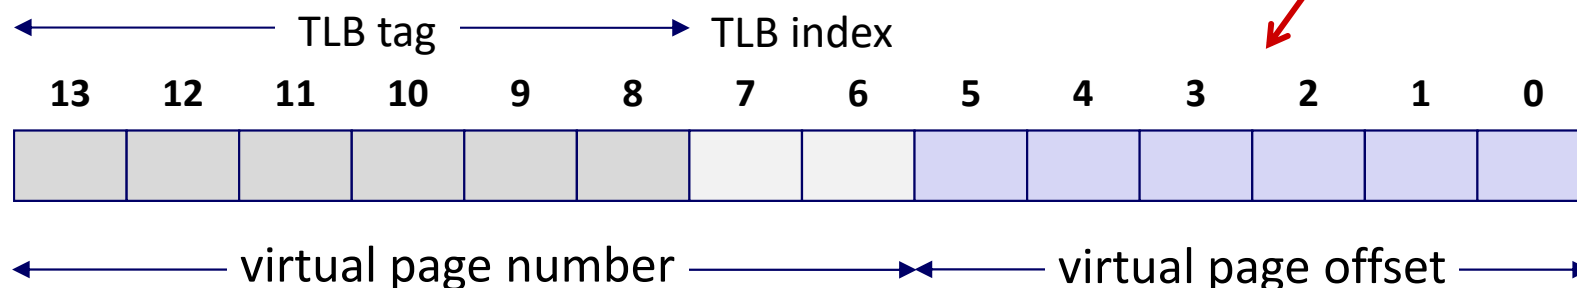 TLB tag TLB index
13 12 11 10 9 8 7 6 5 4 3 2 1 0
virtual page number virtual page offset